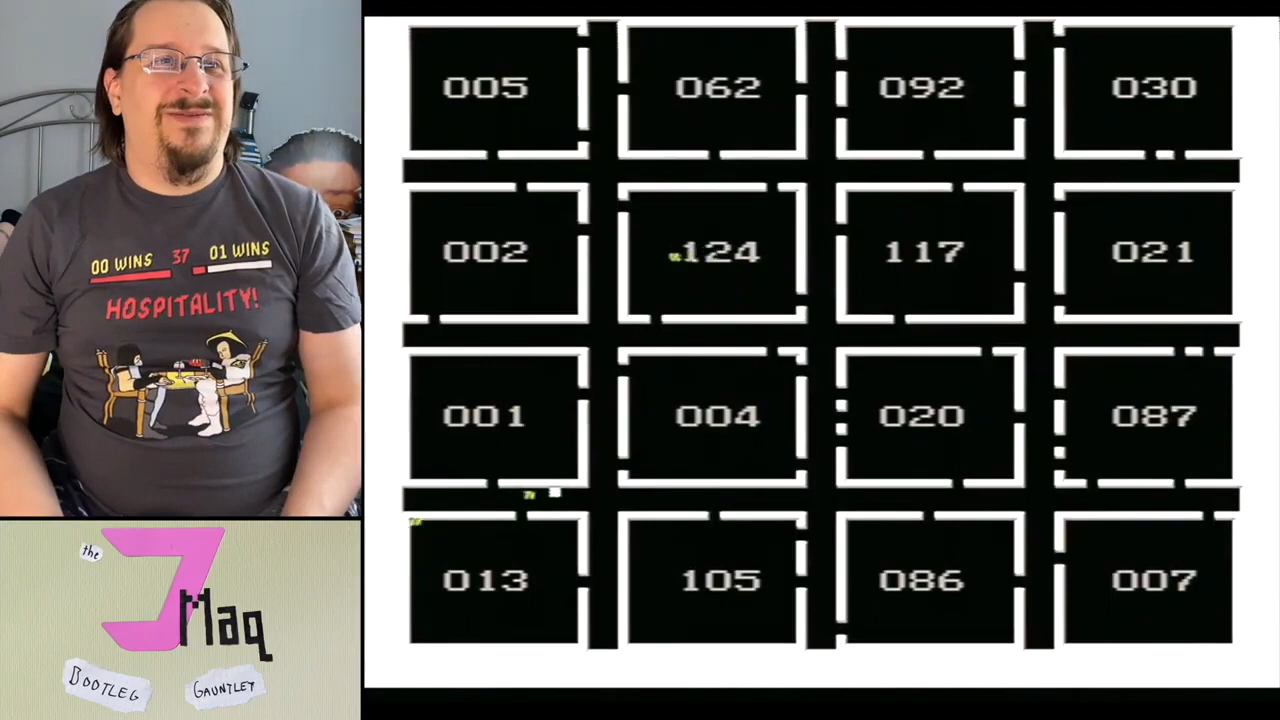 00 WINS 37 01 WINS
HOSPITALITY!
the
J
Maq
BOOTLEG GAUNTLET
005 062 092 030
002 124 117 021
001 004 020 087
013 105 086 007